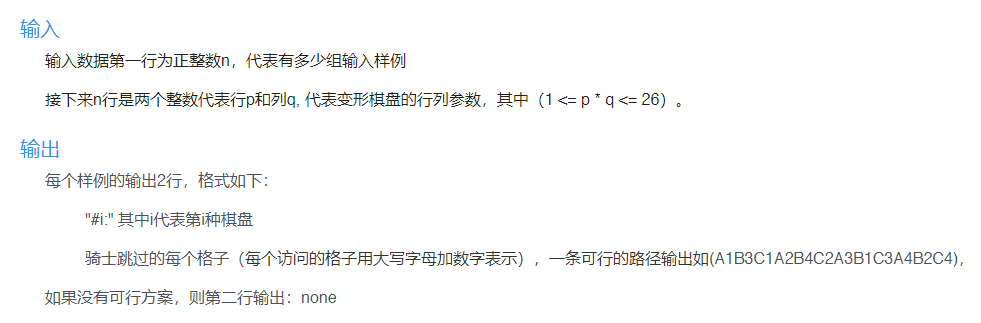 输入
输入数据第一行为正整数n，代表有多少组输入样例
接下来n行是两个整数代表行p和列q, 代表变形棋盘的行列参数，其中（1 <= p * q <= 26）。
输出
每个样例的输出2行，格式如下：
"#i:" 其中i代表第i种棋盘
骑士跳过的每个格子（每个访问的格子用大写字母加数字表示），一条可行的路径输出如(A1B3C1A2B4C2A3B1C3A4B2C4),
如果没有可行方案，则第二行输出：none